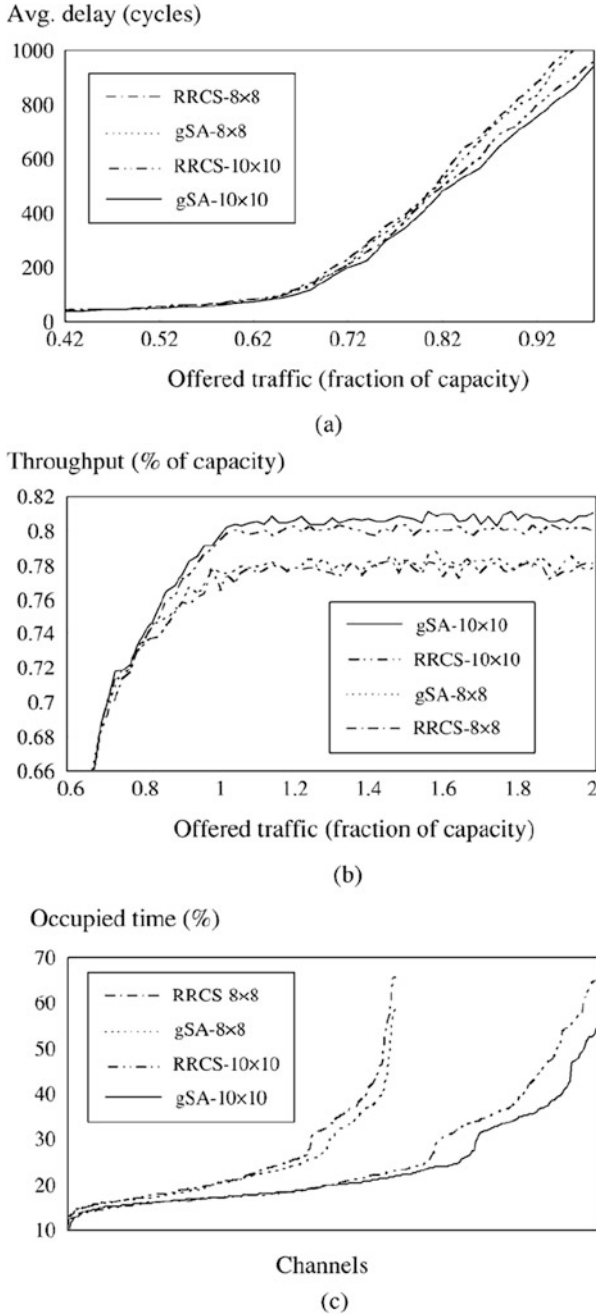 Avg. delay (cycles)
1000
800
600
400
200
0
RRCS-8×8
gSA-8×8
RRCS-10×10
gSA-10×10
0.42 0.52 0.62 0.72 0.82 0.92
Offered traffic (fraction of capacity)
(a)
Throughput (% of capacity)
0.82
0.8
0.78
0.76
0.74
0.72
0.7
0.68
0.66
gSA-10×10
RRCS-10×10
gSA-8×8
RRCS-8×8
0.6 0.8 1 1.2 1.4 1.6 1.8 2
Offered traffic (fraction of capacity)
(b)
Occupied time (%)
70
60
50
40
30
20
10
RRCS 8×8
gSA-8×8
RRCS-10×10
gSA-10×10
Channels
(c)